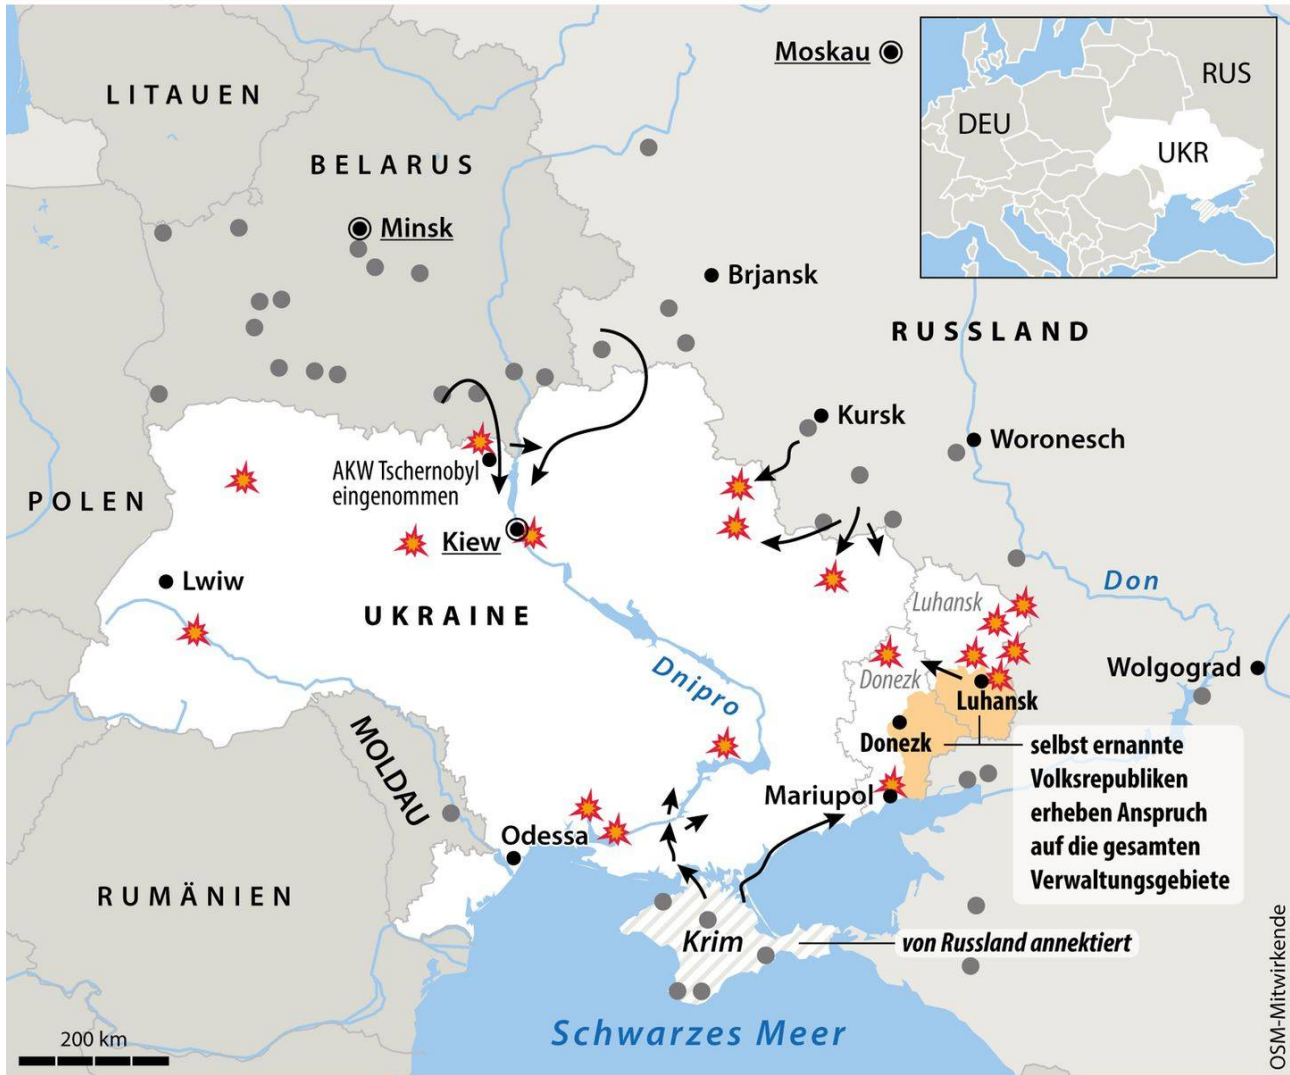 Moskau
RUS
DEU
UKR
LITAUEN
BELARUS
Minsk
Brjansk
RUSSLAND
Kursk
Woronesch
AKW Tschernobyl
eingenommen
POLEN
Kiew
Lwiw
UKRAINE
Don
Luhansk
Dnipro
Donezk
Wolgograd
Luhansk
MOLDAU
Donezk
selbst ernannte
Volksrepubliken
erheben Anspruch
auf die gesamten
Verwaltungsgebiete
Mariupol
Odessa
RUMÄNIEN
Krim
von Russland annektiert
Schwarzes Meer
200 km
OSM-Mitwirkende